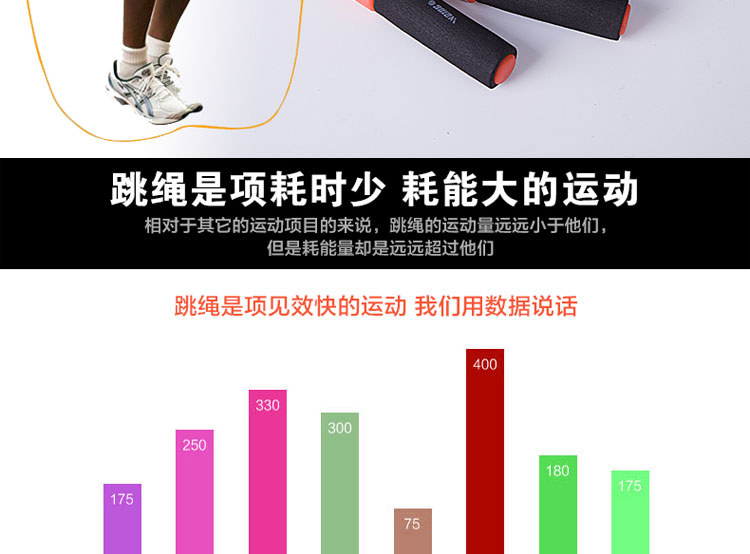 跳绳是项耗时少 耗能大的运动
相对于其它的运动项目的来说，跳绳的运动量远远小于他们，
但是耗能量却是远远超过他们
跳绳是项见效快的运动 我们用数据说话
400
330
300
250
180
175
175
75